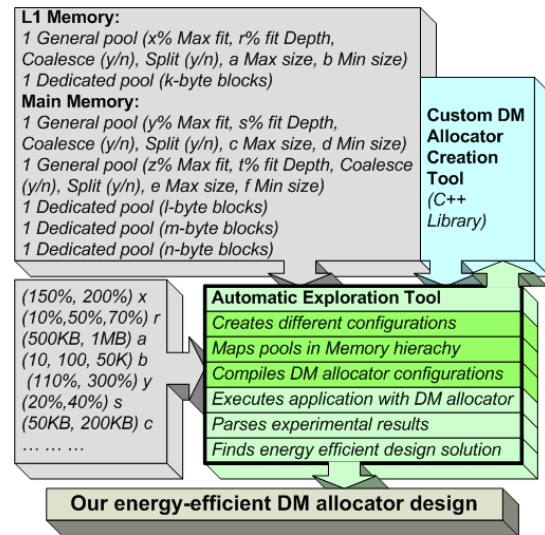 L1 Memory:
1 General pool (x% Max fit, r% fit Depth,
Coalesce (y/n), Split (y/n), a Max size, b Min size)
1 Dedicated pool (k-byte blocks)
Main Memory:
1 General pool (y% Max fit, s% fit Depth,
Coalesce (y/n), Split (y/n), c Max size, d Min size)
1 General pool (z% Max fit, t% fit Depth, Coalesce
(y/n), Split (y/n), e Max size, f Min size)
1 Dedicated pool (l-byte blocks)
1 Dedicated pool (m-byte blocks)
1 Dedicated pool (n-byte blocks)
Custom DM
Allocator
Creation
Tool
(C++
Library)
(150%, 200%) x
(10%,50%,70%) r
(500KB, 1MB) a
(10, 100, 50K) b
(110%, 300%) y
(20%,40%) s
(50KB, 200KB) c
... ... ...
Automatic Exploration Tool
Creates different configurations
Maps pools in Memory hierachy
Compiles DM allocator configurations
Executes application with DM allocator
Parses experimental results
Finds energy efficient design solution
Our energy-efficient DM allocator design